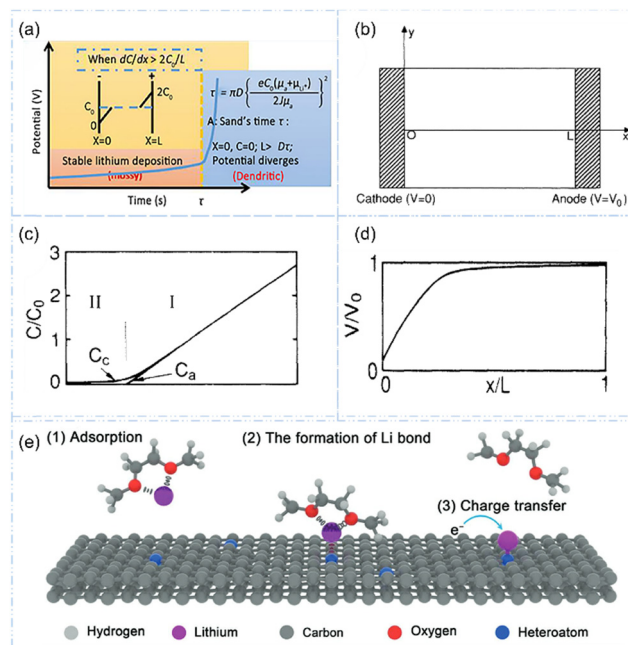 (a)
When dC/dx > 2C₀/L
Potential (V)
- +
C₀ 2C₀
0
X=0 X=L
τ = πD{eC₀(μₐ+μLi)/2Jμₐ}²
A: Sand's time τ :
X=0, C=0; L> Dτ;
Potential diverges
(Dendritic)
Stable lithium deposition
(mossy)
Time (s) τ
(b)
y
O L x
Cathode (V=0) Anode (V=V₀)
(c)
C/C₀
3
2
1
0
II I
C_c
C_a
(d)
V/V₀
1
0
0 x/L 1
(e)
(1) Adsorption
(2) The formation of Li bond
(3) Charge transfer
e⁻
Hydrogen Lithium Carbon Oxygen Heteroatom